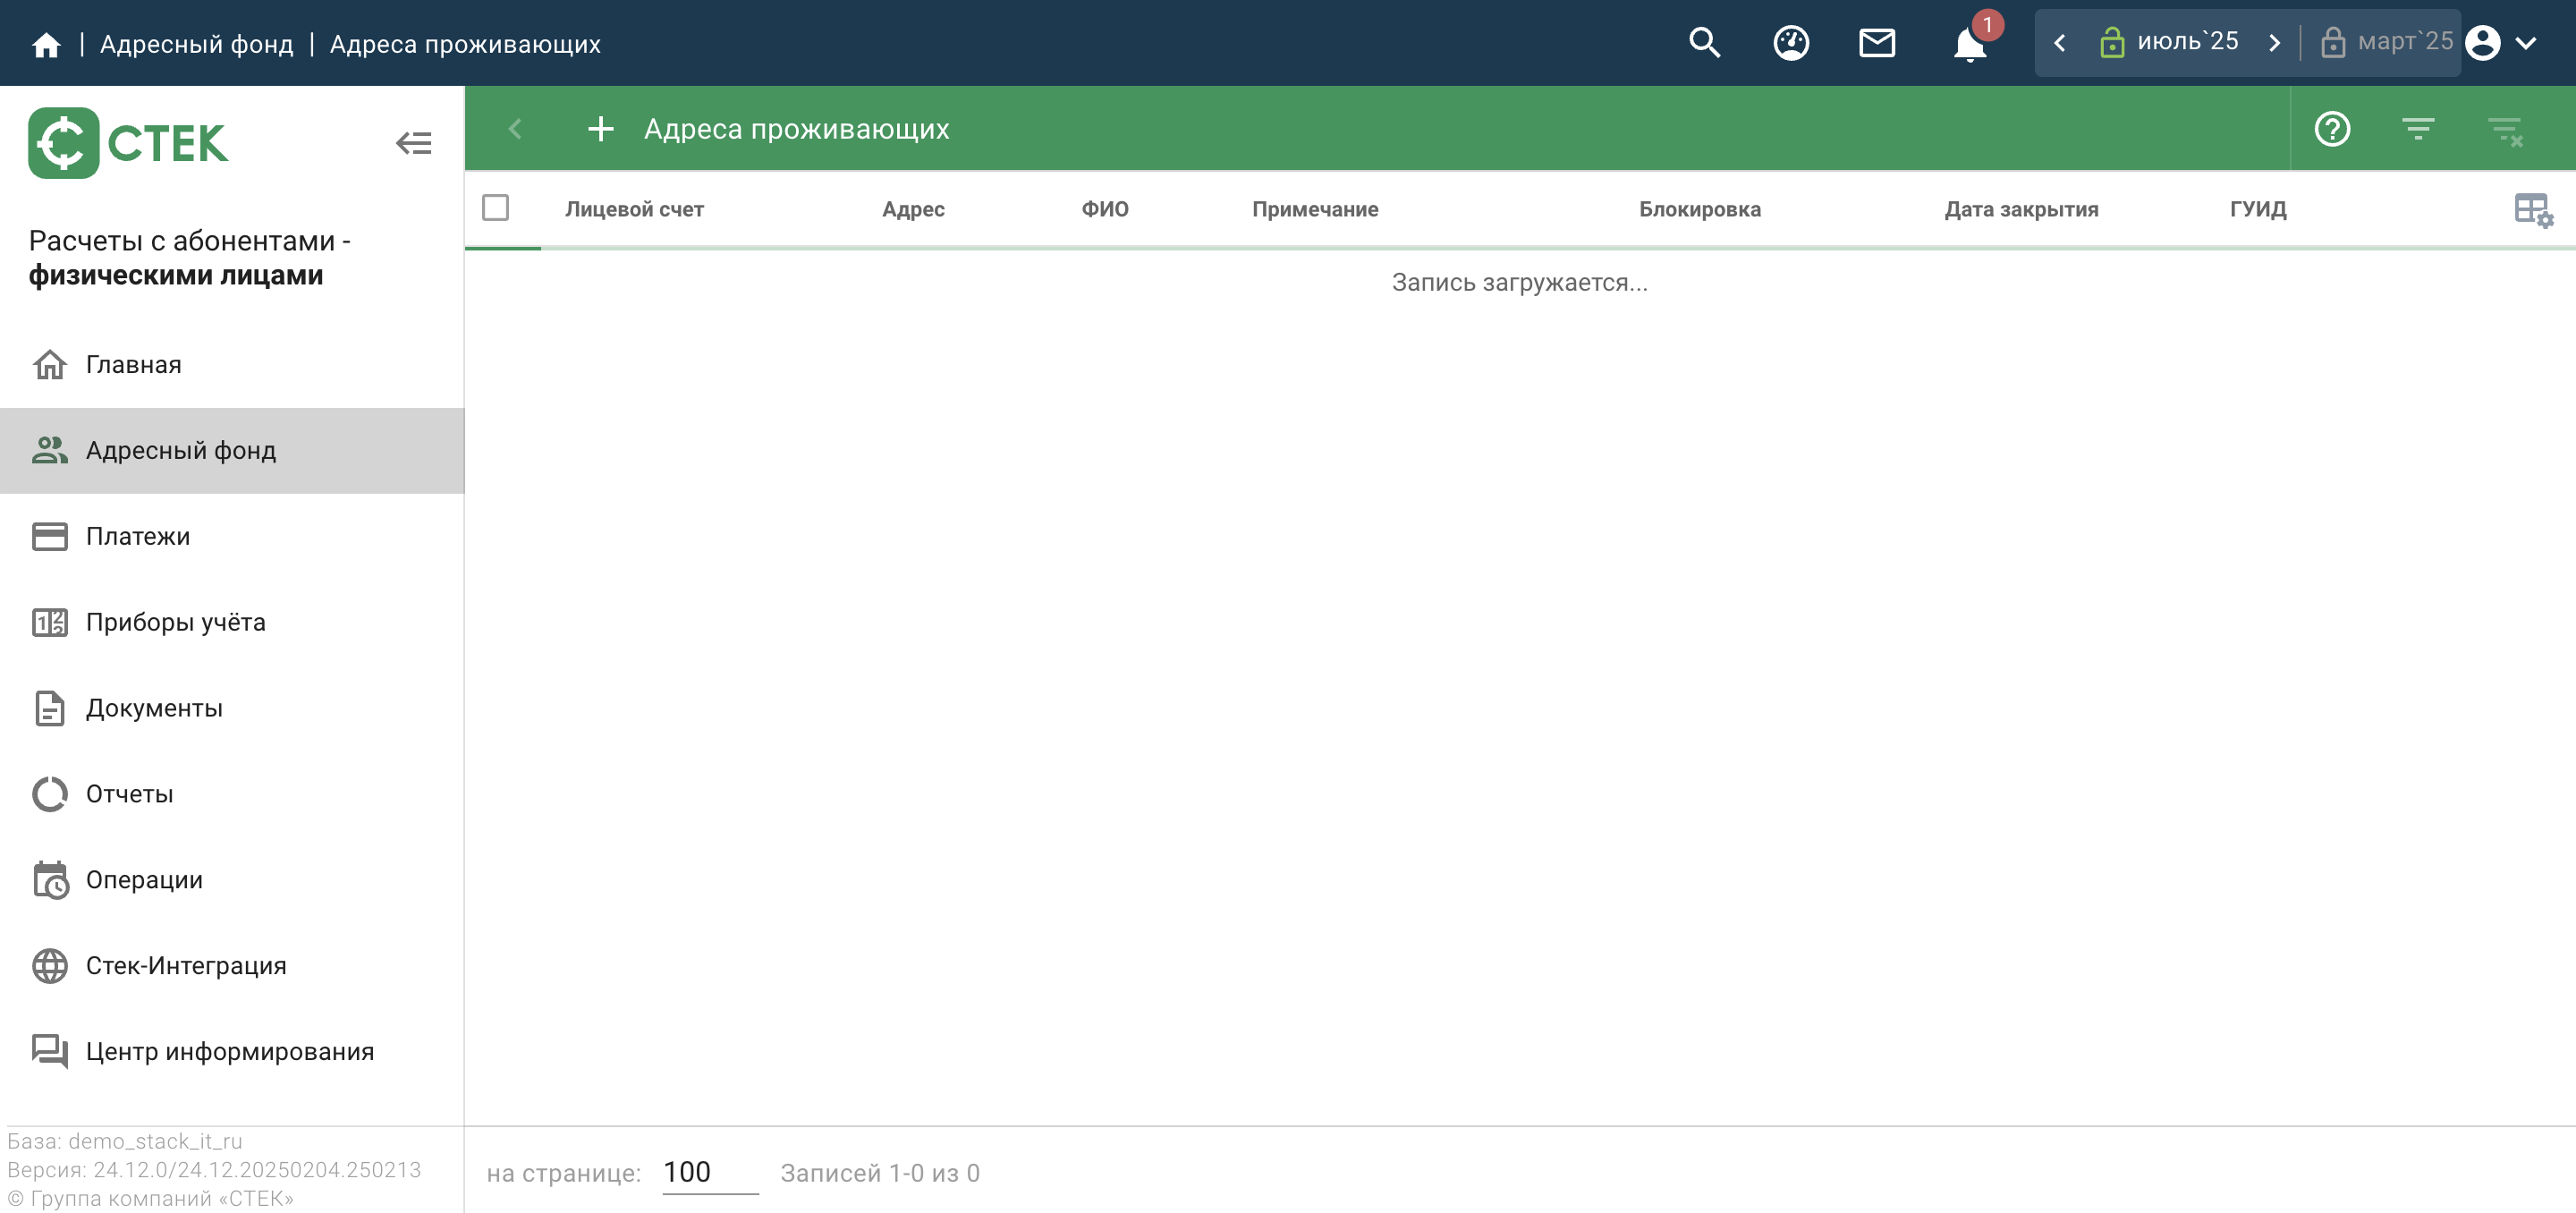 Адресный фонд | Адреса проживающих
1
июль`25
март`25
СТЕК
Адреса проживающих
Расчеты с абонентами -
физическими лицами
Лицевой счет Адрес ФИО Примечание Блокировка Дата закрытия ГУИД
Запись загружается...
Главная
Адресный фонд
Платежи
Приборы учёта
Документы
Отчеты
Операции
Стек-Интеграция
Центр информирования
База: demo_stack_it_ru
Версия: 24.12.0/24.12.20250204.250213
© Группа компаний «СТЕК»
на странице: 100 Записей 1-0 из 0